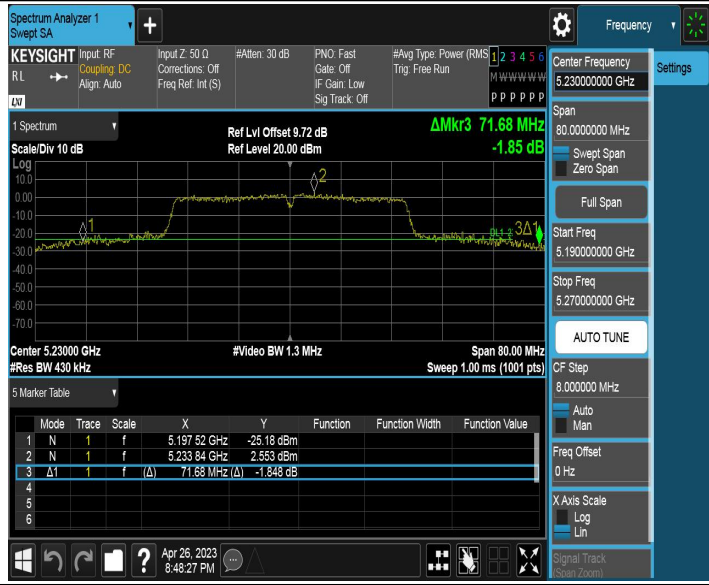 Spectrum Analyzer 1
Swept SA
Frequency
KEYSIGHT
RL
LXI
Input: RF
Coupling: DC
Align: Auto
Input Z: 50 Ω
Corrections: Off
Freq Ref: Int (S)
#Atten: 30 dB
PNO: Fast
Gate: Off
IF Gain: Low
Sig Track: Off
#Avg Type: Power (RMS
Trig: Free Run
1 2 3 4 5 6
M W W W W W
P P P P P P
Center Frequency
5.230000000 GHz
Settings
Span
80.0000000 MHz
Swept Span
Zero Span
Full Span
Start Freq
5.190000000 GHz
Stop Freq
5.270000000 GHz
AUTO TUNE
CF Step
8.000000 MHz
Auto
Man
Freq Offset
0 Hz
X Axis Scale
Log
Lin
Signal Track
(Span Zoom)
1 Spectrum
Scale/Div 10 dB
Ref Lvl Offset 9.72 dB
Ref Level 20.00 dBm
ΔMkr3 71.68 MHz
-1.85 dB
Log
10.0
0.00
-10.0
-20.0
-30.0
-40.0
-50.0
-60.0
-70.0
1
2
3Δ1
Center 5.23000 GHz
#Res BW 430 kHz
#Video BW 1.3 MHz
Span 80.00 MHz
Sweep 1.00 ms (1001 pts)
5 Marker Table
Mode Trace Scale X Y Function Function Width Function Value
1 N 1 f 5.197 52 GHz -25.18 dBm
2 N 1 f 5.233 84 GHz 2.553 dBm
3 Δ1 1 f (Δ) 71.68 MHz (Δ) -1.848 dB
4
5
6
?
Apr 26, 2023
8:48:27 PM